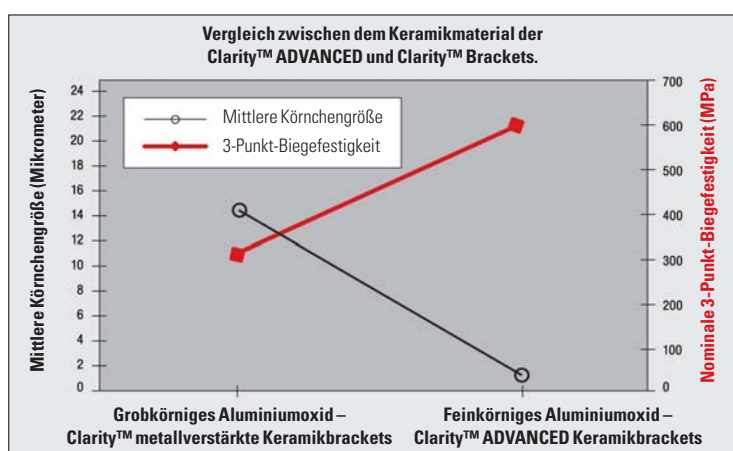 Vergleich zwischen dem Keramikmaterial der
Clarity™ ADVANCED und Clarity™ Brackets.
Mittlere Körnchengröße (Mikrometer)
24
22
20
18
16
14
12
10
8
6
4
2
0
Mittlere Körnchengröße
3-Punkt-Biegefestigkeit
700
600
500
400
300
200
100
0
Nominale 3-Punkt-Biegefestigkeit (MPa)
Grobkörniges Aluminiumoxid –
Clarity™ metallverstärkte Keramikbrackets
Feinkörniges Aluminiumoxid –
Clarity™ ADVANCED Keramikbrackets